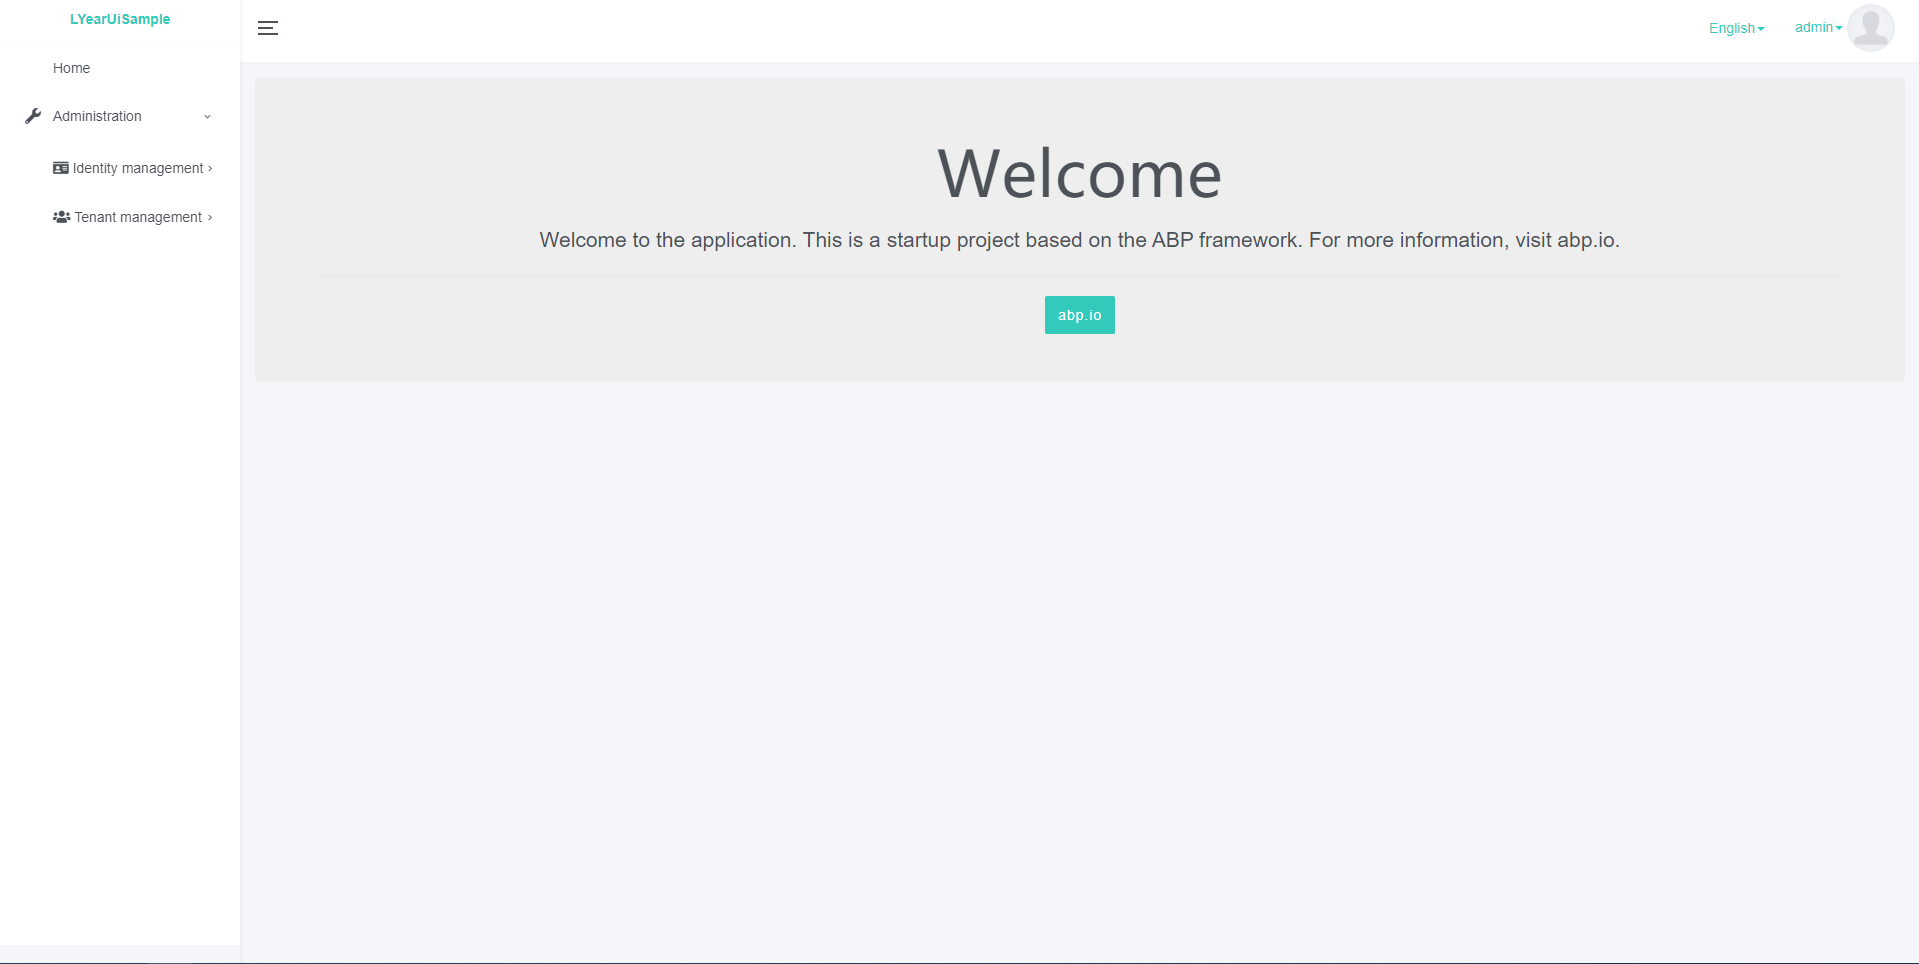 LYearUiSample
English
admin
Home
Administration
Identity management
Tenant management
Welcome
Welcome to the application. This is a startup project based on the ABP framework. For more information, visit abp.io.
abp.io